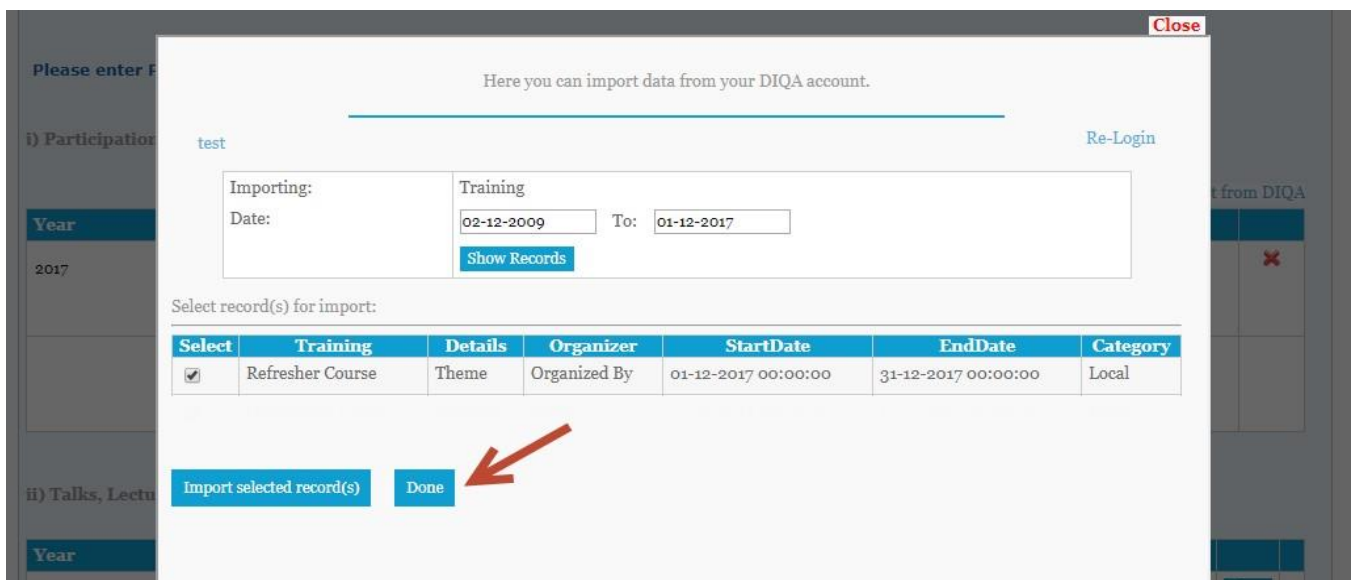 Close
Please enter
Here you can import data from your DIQA account.
i) Participation
test
Re-Login
Importing:
Training
from DIQA
Date:
02-12-2009 To: 01-12-2017
Year
Show Records
2017
Select record(s) for import:
Select Training Details Organizer StartDate EndDate Category
Refresher Course Theme Organized By 01-12-2017 00:00:00 31-12-2017 00:00:00 Local
Import selected record(s) Done
ii) Talks,
Year